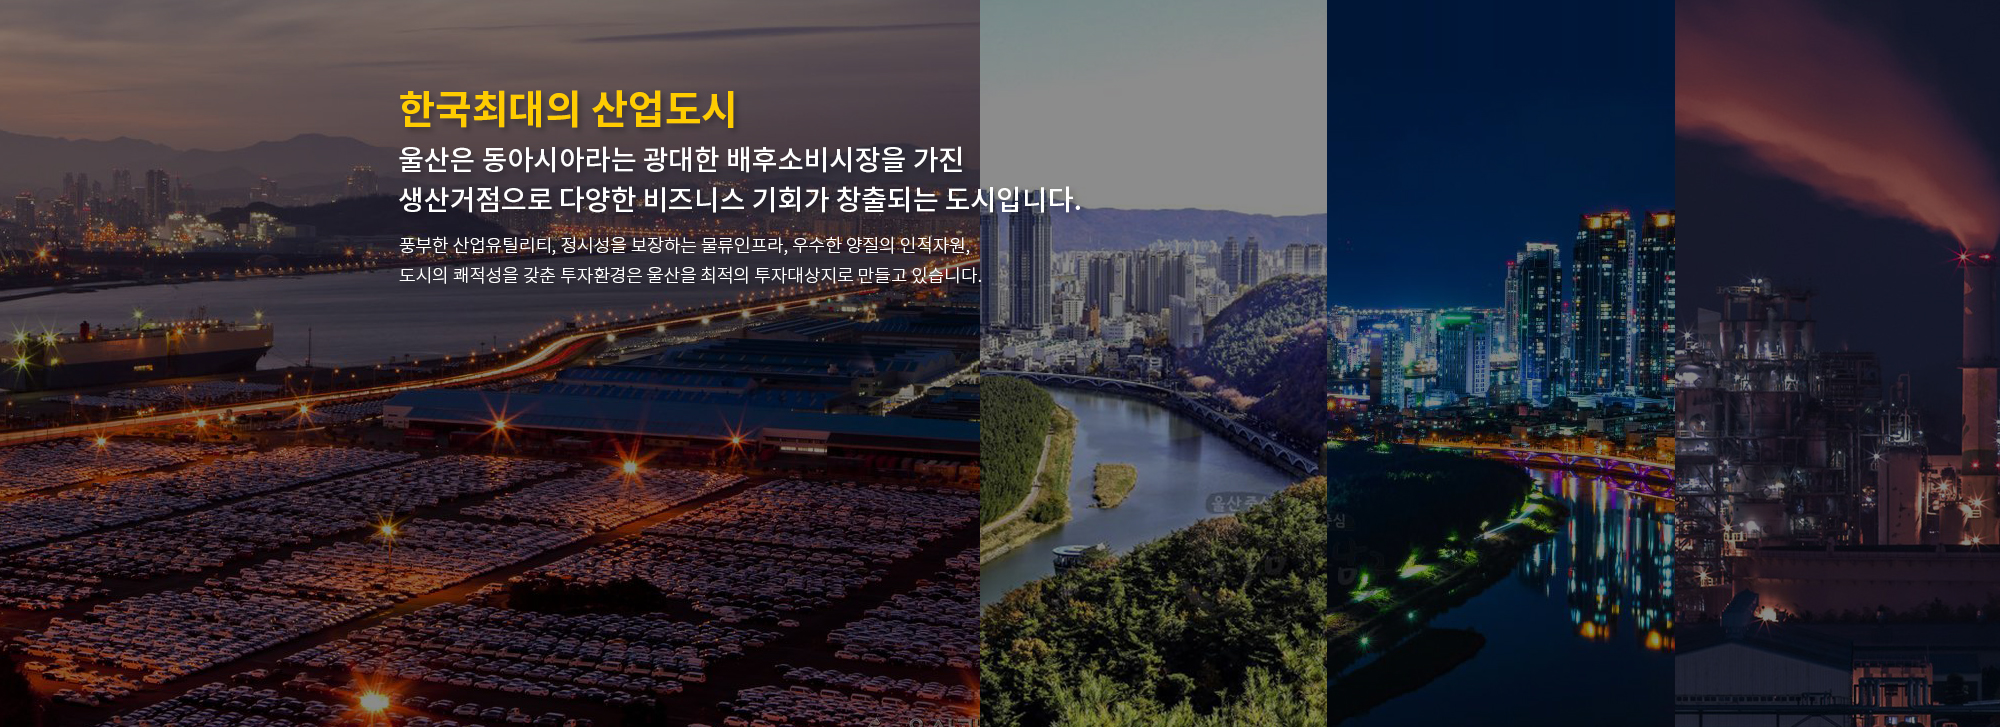 한국최대의 산업도시
울산은 동아시아라는 광대한 배후소비시장을 가진
생산거점으로 다양한 비즈니스 기회가 창출되는 도시입니다.
풍부한 산업유틸리티, 정시성을 보장하는 물류인프라, 우수한 양질의 인적자원,
도시의 쾌적성을 갖춘 투자환경은 울산을 최적의 투자대상지로 만들고 있습니다.